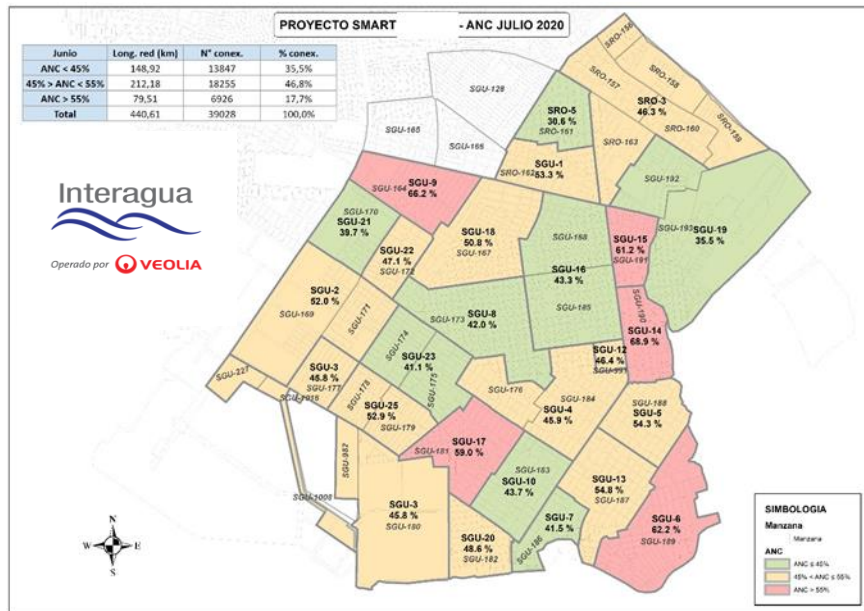 PROYECTO SMART - ANC JULIO 2020
Junio Long. red (km) N° conex. % conex.
ANC < 45% 148,92 13847 35,5%
45% > ANC < 55% 212,18 18255 46,8%
ANC > 55% 79,51 6926 17,7%
Total 440,61 39028 100,0%
Interagua
Operado por VEOLIA
SRO-156
SRO-157
SRO-158
SRO-3
46.3 %
SRO-160
SRO-159
SRO-163
SGU-128
SGU-165
SGU-166
SRO-5
30.6 %
SRO-161
SGU-1
53.3 %
SRO-162
SGU-192
SGU-19
35.5 %
SGU-193
SGU-9
66.2 %
SGU-164
SGU-170
SGU-21
39.7 %
SGU-22
47.1 %
SGU-172
SGU-18
50.8 %
SGU-167
SGU-168
SGU-16
43.3 %
SGU-185
SGU-15
61.2 %
SGU-191
SGU-190
SGU-14
68.9 %
SGU-2
52.0 %
SGU-169
SGU-171
SGU-173
SGU-8
42.0 %
SGU-174
SGU-23
41.1 %
SGU-175
SGU-12
46.4 %
SGU-227
SGU-3
45.8 %
SGU-177
SGU-178
SGU-25
52.9 %
SGU-179
SGU-176
SGU-184
SGU-4
45.9 %
SGU-188
SGU-5
54.3 %
SGU-17
59.0 %
SGU-181
SGU-183
SGU-10
43.7 %
SGU-13
54.8 %
SGU-187
SGU-982
SGU-1008
SGU-3
45.8 %
SGU-180
SGU-20
48.6 %
SGU-182
SGU-7
41.5 %
SGU-186
SGU-6
62.2 %
SGU-189
N
W E
S
SIMBOLOGIA
Manzana
Manzana
ANC
ANC ≤ 45%
45% < ANC ≤ 55%
ANC > 55%